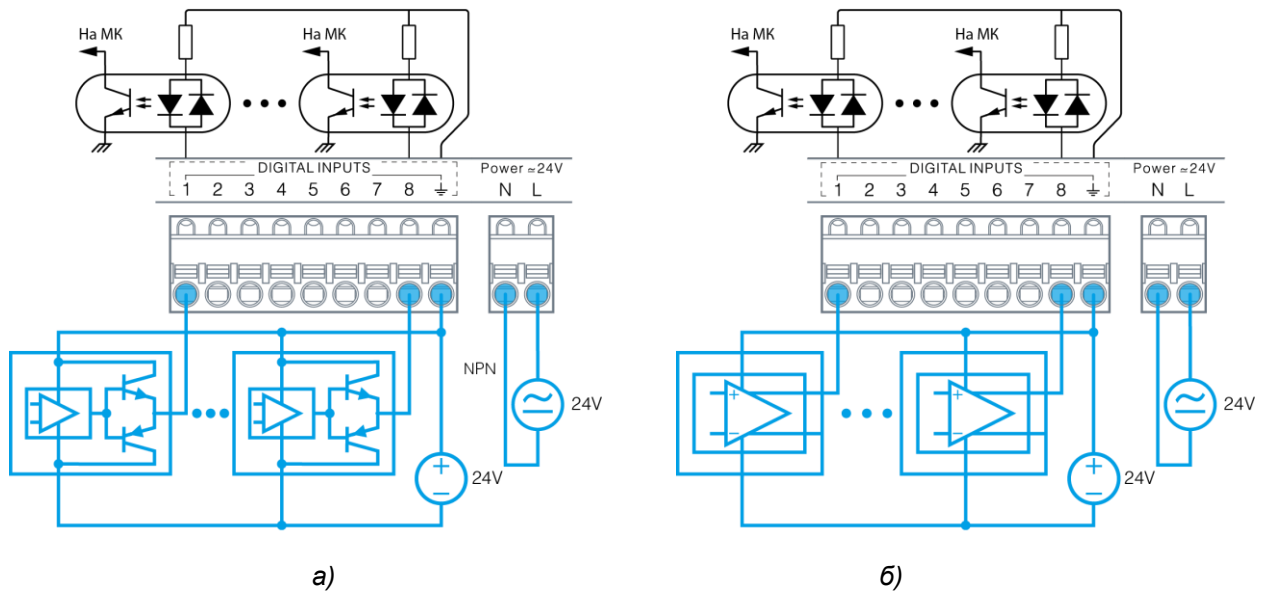 На МК На МК На МК На МК
DIGITAL INPUTS Power ≃24V DIGITAL INPUTS Power ≃24V
1 2 3 4 5 6 7 8 N L 1 2 3 4 5 6 7 8 N L
NPN
24V 24V
+ − + −
+ 24V + 24V
− −
а) б)